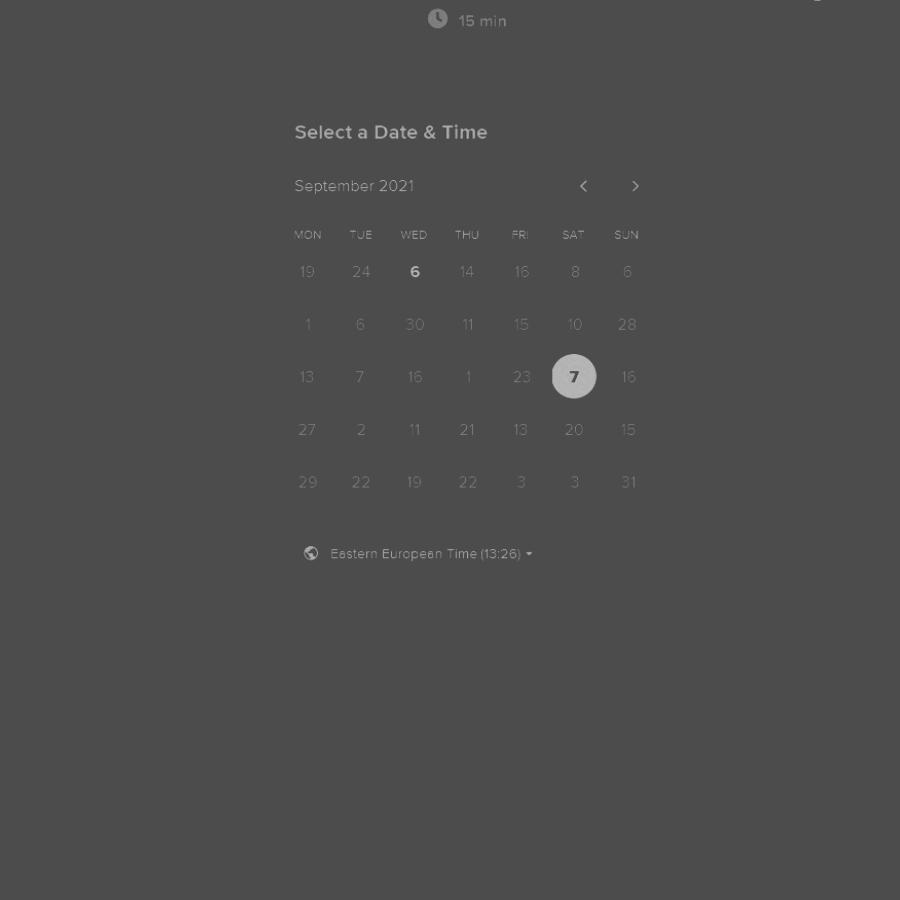 15 min
Select a Date & Time
September 2021
MON TUE WED THU FRI SAT SUN
19 24 6 14 16 8 6
1 6 30 11 15 10 28
13 7 16 1 23 7 16
27 2 11 21 13 20 15
29 22 19 22 3 3 31
Eastern European Time (13:26)